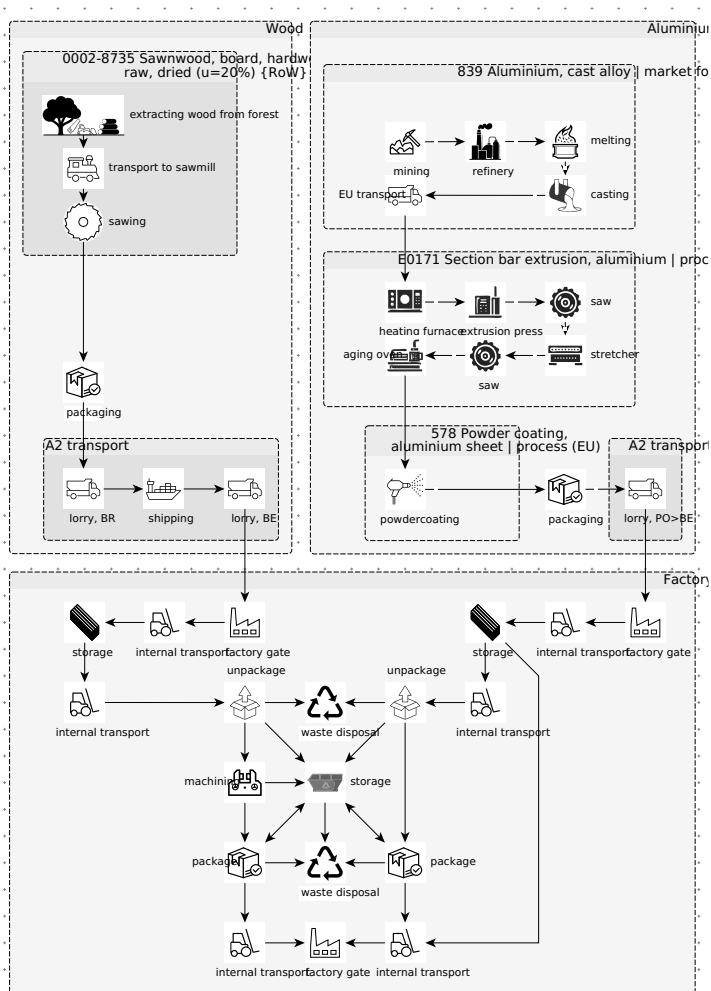 Wood
0002-8735 Sawnwood, board, hardw
raw, dried (u=20%) {RoW}
extracting wood from forest
transport to sawmill
sawing
packaging
A2 transport
lorry, BR
shipping
lorry, BE
Aluminiu
839 Aluminium, cast alloy | market fo
mining
refinery
melting
EU transport
casting
E0171 Section bar extrusion, aluminium | proc
heating furnace
extrusion press
saw
aging oven
saw
stretcher
578 Powder coating,
aluminium sheet | process (EU)
powdercoating
packaging
A2 transport
lorry, PO>BE
Factory
storage
internal transport
factory gate
storage
internal transport
factory gate
unpackage
unpackage
internal transport
waste disposal
internal transport
machining
storage
package
package
waste disposal
internal transport
factory gate
internal transport